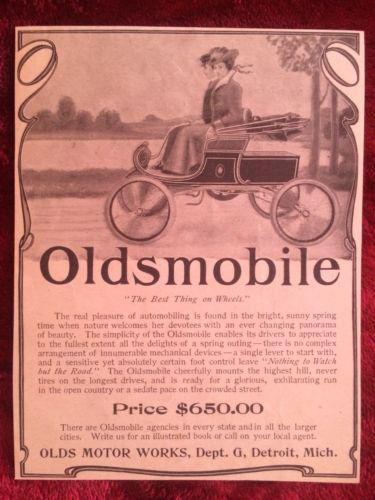 Oldsmobile
"The Best Thing on Wheels."
The real pleasure of automobiling is found in the bright, sunny spring
time when nature welcomes her devotees with an ever changing panorama
of beauty. The simplicity of the Oldsmobile enables its drivers to appreciate
to the fullest extent all the delights of a spring outing—there is no complex
arrangement of innumerable mechanical devices—a single lever to start with,
and a sensitive yet absolutely certain foot control leave "Nothing to Watch
but the Road." The Oldsmobile cheerfully mounts the highest hill, never
tires on the longest drives, and is ready for a glorious, exhilarating run
in the open country or a sedate pace on the crowded street.
Price $650.00
There are Oldsmobile agencies in every state and in all the larger
cities. Write us for an illustrated book or call on your local agent.
OLDS MOTOR WORKS, Dept. G, Detroit, Mich.